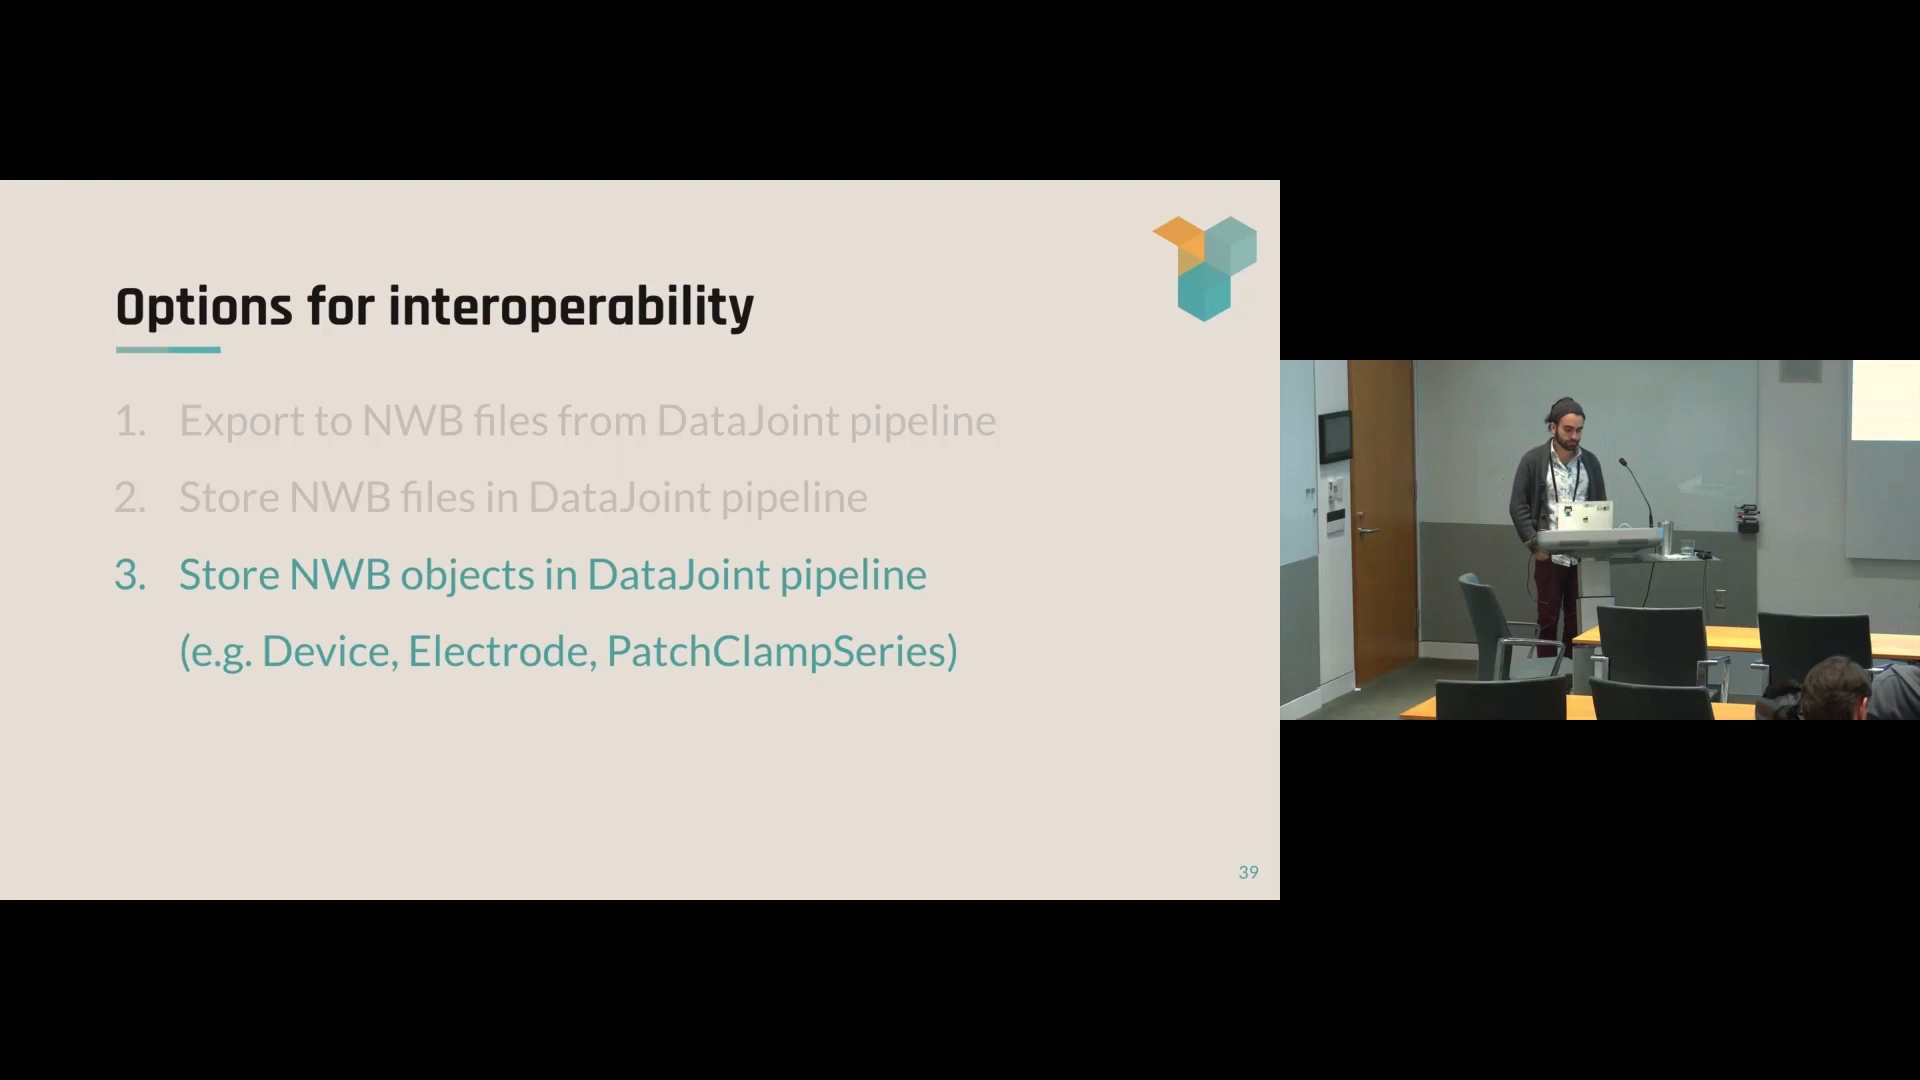 Options for interoperability
1. Export to NWB files from DataJoint pipeline
2. Store NWB files in DataJoint pipeline
3. Store NWB objects in DataJoint pipeline
(e.g. Device, Electrode, PatchClampSeries)
39